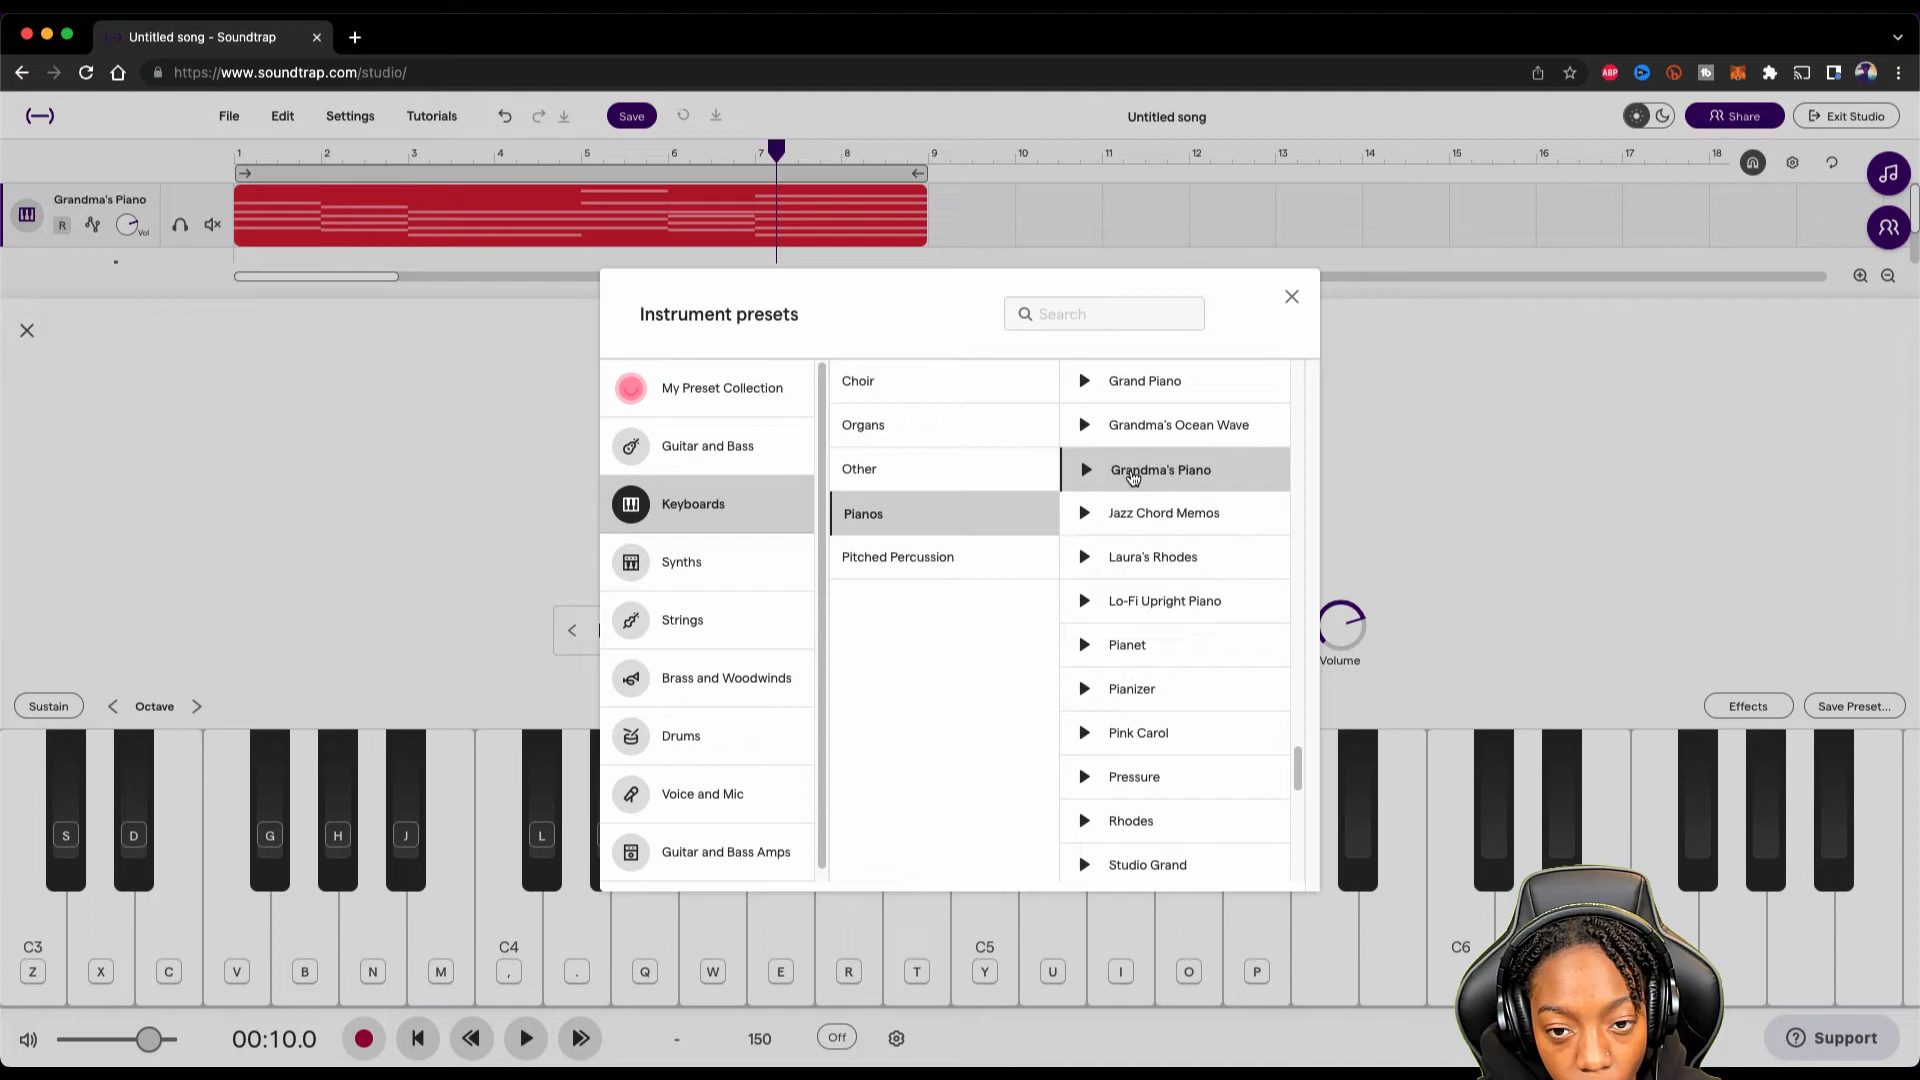 Untitled song - Soundtrap
https://www.soundtrap.com/studio/
ABP
tb
File Edit Settings Tutorials Save Untitled song Share Exit Studio
1 2 3 4 5 6 7 8 9 10 11 12 13 14 15 16 17 18
Grandma's Piano
R Vol
Instrument presets Search
My Preset Collection
Guitar and Bass
Keyboards
Synths
Strings
Brass and Woodwinds
Drums
Voice and Mic
Guitar and Bass Amps
Choir
Organs
Other
Pianos
Pitched Percussion
Grand Piano
Grandma's Ocean Wave
Grandma's Piano
Jazz Chord Memos
Laura's Rhodes
Lo-Fi Upright Piano
Pianet
Pianizer
Pink Carol
Pressure
Rhodes
Studio Grand
Volume
Sustain Octave Effects Save Preset...
S D G H J L
C3 C4 C5 C6
Z X C V B N M , . Q W E R T Y U I O P
00:10.0 - 150 Off Support